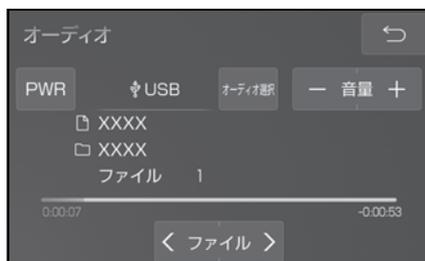 オーディオ
PWR USB オーディオ選択 － 音量 ＋
XXXX
XXXX
ファイル 1
0:00:07 -0:00:53
ファイル